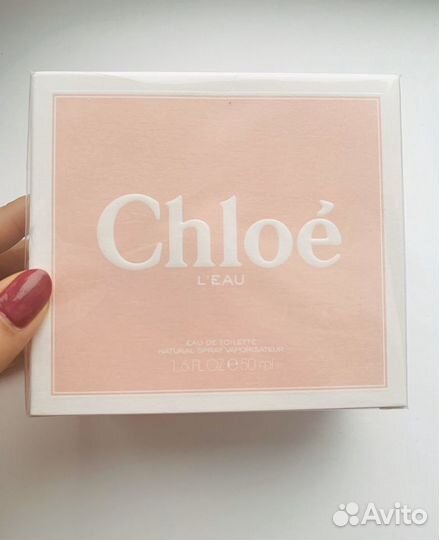 Chloé
L'EAU
EAU DE TOILETTE
NATURAL SPRAY VAPORISATEUR
1.6 FL OZ ℮ 50 ml
Avito